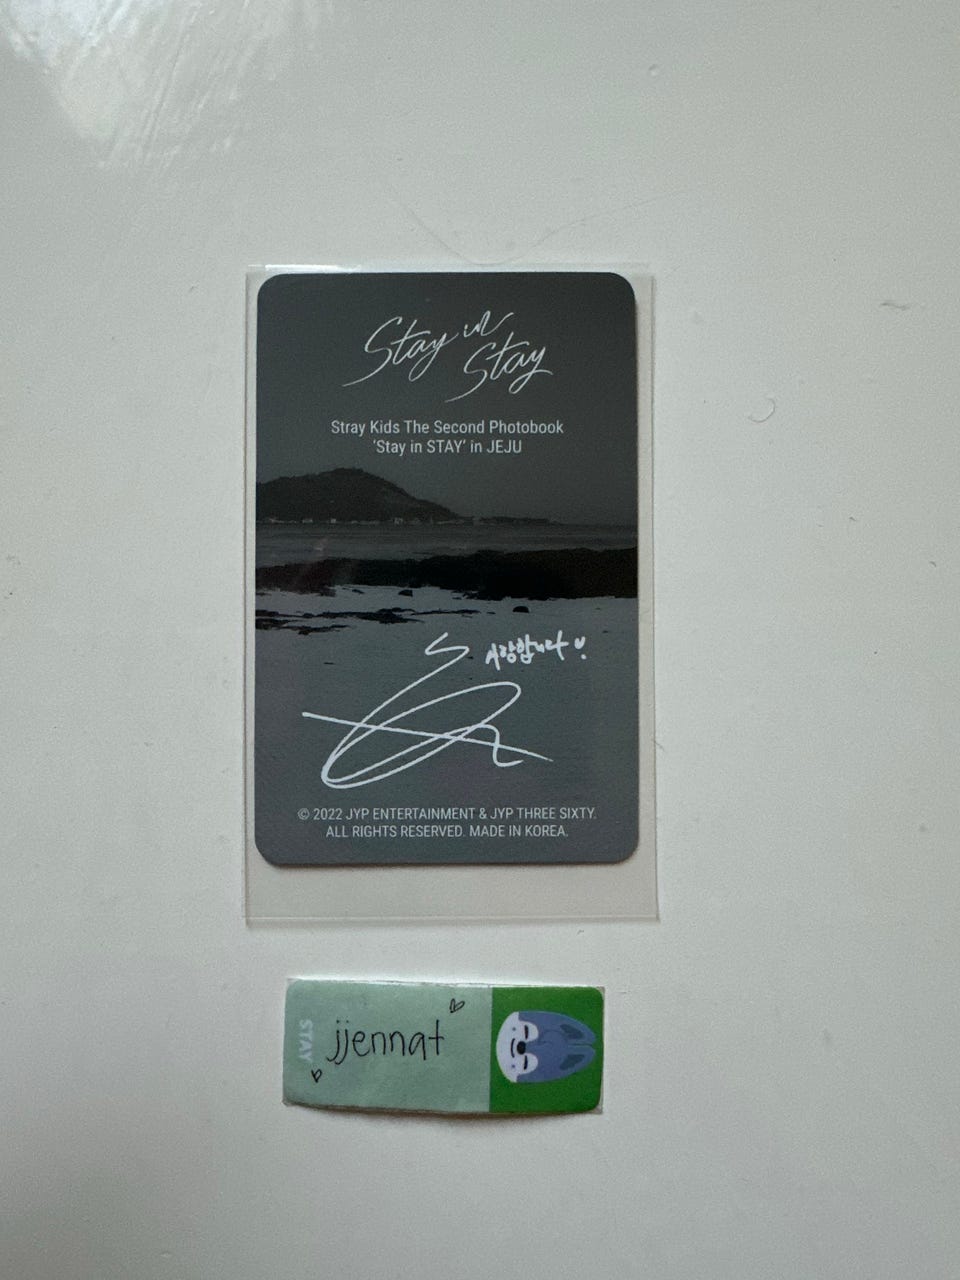 Stay in
Stay
Stray Kids The Second Photobook
‘Stay in STAY’ in JEJU
사랑합니다
© 2022 JYP ENTERTAINMENT & JYP THREE SIXTY.
ALL RIGHTS RESERVED. MADE IN KOREA.
STAY
jjennat